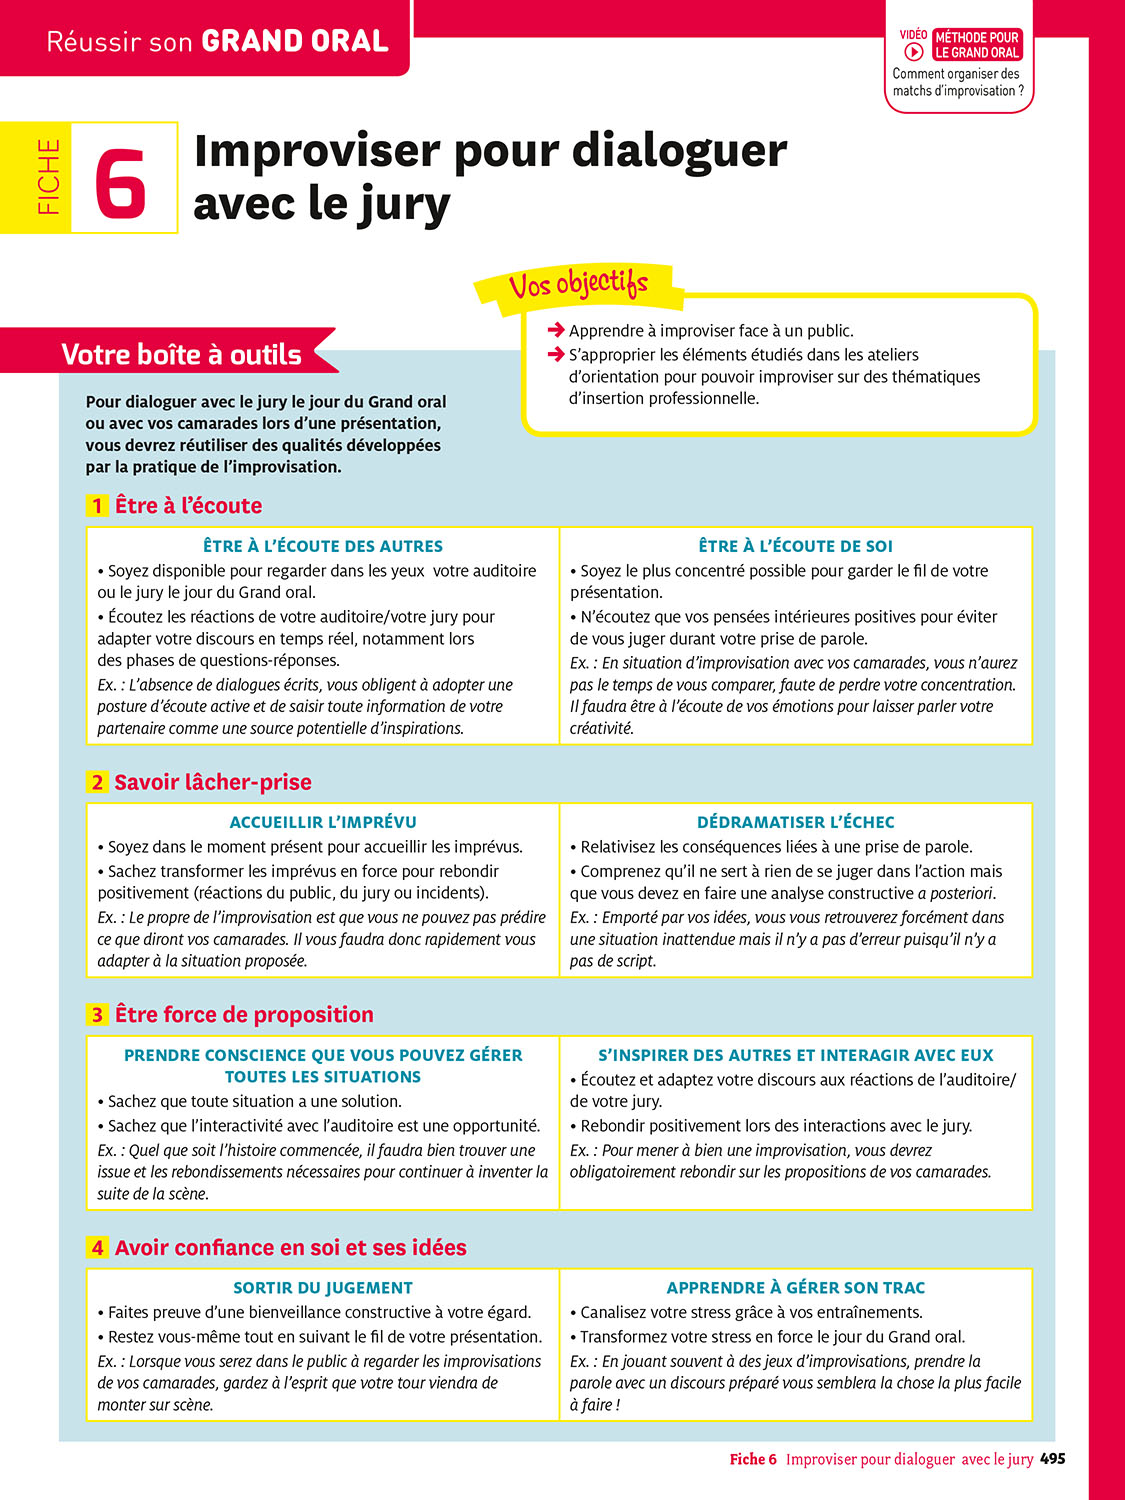 Réussir son GRAND ORAL
VIDÉO
MÉTHODE POUR
LE GRAND ORAL
Comment organiser des
matchs d'improvisation ?
FICHE
6
Improviser pour dialoguer
avec le jury
Vos objectifs
➔ Apprendre à improviser face à un public.
➔ S'approprier les éléments étudiés dans les ateliers
d'orientation pour pouvoir improviser sur des thématiques
d'insertion professionnelle.
Votre boîte à outils
Pour dialoguer avec le jury le jour du Grand oral
ou avec vos camarades lors d'une présentation,
vous devrez réutiliser des qualités développées
par la pratique de l'improvisation.
1 Être à l'écoute
ÊTRE À L'ÉCOUTE DES AUTRES
• Soyez disponible pour regarder dans les yeux votre auditoire
ou le jury le jour du Grand oral.
• Écoutez les réactions de votre auditoire/votre jury pour
adapter votre discours en temps réel, notamment lors
des phases de questions-réponses.
Ex. : L'absence de dialogues écrits, vous obligent à adopter une
posture d'écoute active et de saisir toute information de votre
partenaire comme une source potentielle d'inspirations.
ÊTRE À L'ÉCOUTE DE SOI
• Soyez le plus concentré possible pour garder le fil de votre
présentation.
• N'écoutez que vos pensées intérieures positives pour éviter
de vous juger durant votre prise de parole.
Ex. : En situation d'improvisation avec vos camarades, vous n'aurez
pas le temps de vous comparer, faute de perdre votre concentration.
Il faudra être à l'écoute de vos émotions pour laisser parler votre
créativité.
2 Savoir lâcher-prise
ACCUEILLIR L'IMPRÉVU
• Soyez dans le moment présent pour accueillir les imprévus.
• Sachez transformer les imprévus en force pour rebondir
positivement (réactions du public, du jury ou incidents).
Ex. : Le propre de l'improvisation est que vous ne pouvez pas prédire
ce que diront vos camarades. Il vous faudra donc rapidement vous
adapter à la situation proposée.
DÉDRAMATISER L'ÉCHEC
• Relativisez les conséquences liées à une prise de parole.
• Comprenez qu'il ne sert à rien de se juger dans l'action mais
que vous devez en faire une analyse constructive a posteriori.
Ex. : Emporté par vos idées, vous vous retrouverez forcément dans
une situation inattendue mais il n'y a pas d'erreur puisqu'il n'y a
pas de script.
3 Être force de proposition
PRENDRE CONSCIENCE QUE VOUS POUVEZ GÉRER
TOUTES LES SITUATIONS
• Sachez que toute situation a une solution.
• Sachez que l'interactivité avec l'auditoire est une opportunité.
Ex. : Quel que soit l'histoire commencée, il faudra bien trouver une
issue et les rebondissements nécessaires pour continuer à inventer la
suite de la scène.
S'INSPIRER DES AUTRES ET INTERAGIR AVEC EUX
• Écoutez et adaptez votre discours aux réactions de l'auditoire/
de votre jury.
• Rebondir positivement lors des interactions avec le jury.
Ex. : Pour mener à bien une improvisation, vous devrez
obligatoirement rebondir sur les propositions de vos camarades.
4 Avoir confiance en soi et ses idées
SORTIR DU JUGEMENT
• Faites preuve d'une bienveillance constructive à votre égard.
• Restez vous-même tout en suivant le fil de votre présentation.
Ex. : Lorsque vous serez dans le public à regarder les improvisations
de vos camarades, gardez à l'esprit que votre tour viendra de
monter sur scène.
APPRENDRE À GÉRER SON TRAC
• Canalisez votre stress grâce à vos entraînements.
• Transformez votre stress en force le jour du Grand oral.
Ex. : En jouant souvent à des jeux d'improvisations, prendre la
parole avec un discours préparé vous semblera la chose la plus facile
à faire !
Fiche 6 Improviser pour dialoguer avec le jury 495